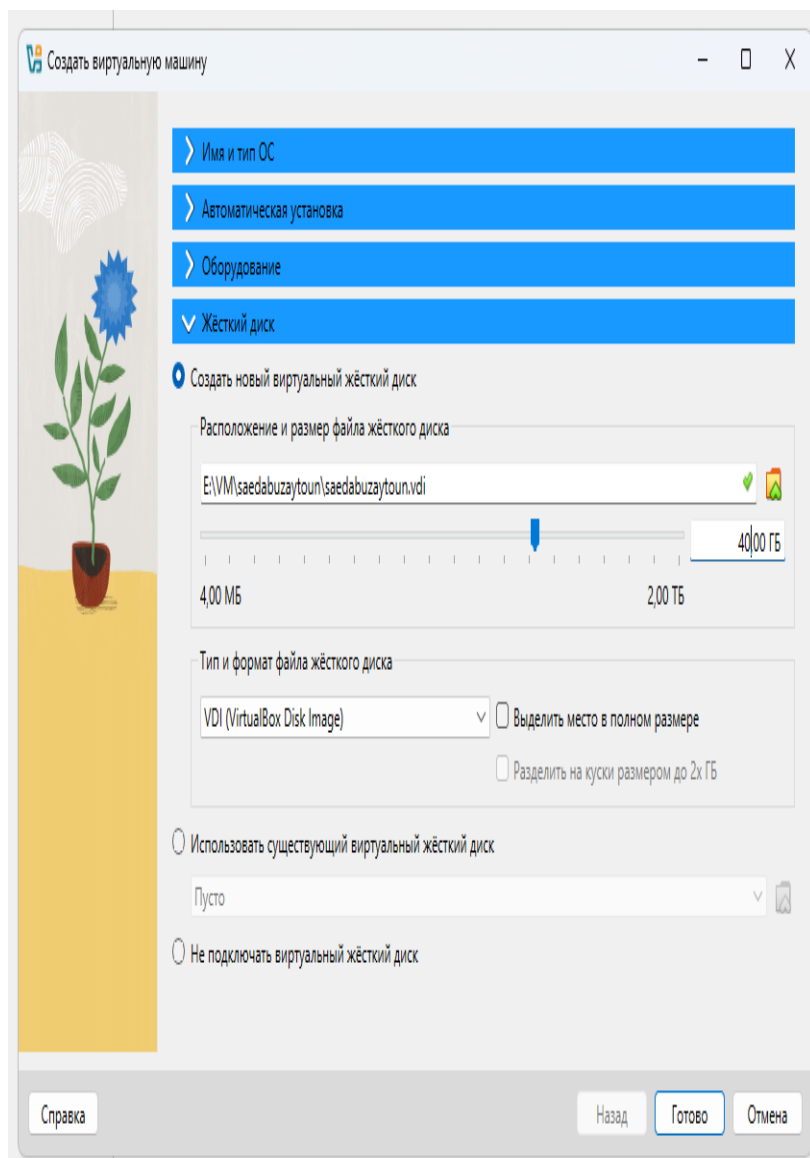 Создать виртуальную машину
Имя и тип ОС
Автоматическая установка
Оборудование
Жёсткий диск
Создать новый виртуальный жёсткий диск
Расположение и размер файла жёсткого диска
E:\VM\saedabuzaytoun\saedabuzaytoun.vdi
40,00 ГБ
4,00 МБ 2,00 ТБ
Тип и формат файла жёсткого диска
VDI (VirtualBox Disk Image) Выделить место в полном размере
Разделить на куски размером до 2х ГБ
Использовать существующий виртуальный жёсткий диск
Пусто
Не подключать виртуальный жёсткий диск
Справка Назад Готово Отмена